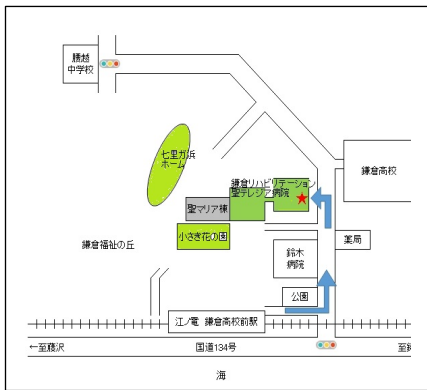 腰越
中学校
七里ガ浜
ホーム
鎌倉リハビリテーション
聖テレジア病院
鎌倉高校
聖マリア棟
小さき花の園
薬局
鎌倉福祉の丘
鈴木
病院
公園
江ノ電 鎌倉高校前駅
←至藤沢
国道134号
海